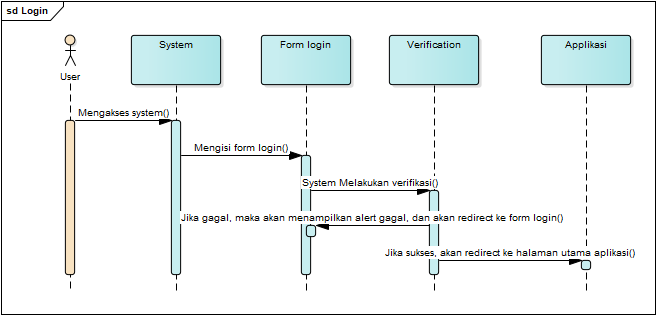 sd Login
System
Form login
Verification
Applikasi
User
Mengakses system()
Mengisi form login()
System Melakukan verifikasi()
Jika gagal, maka akan menampilkan alert gagal, dan akan redirect ke form login()
Jika sukses, akan redirect ke halaman utama aplikasi()